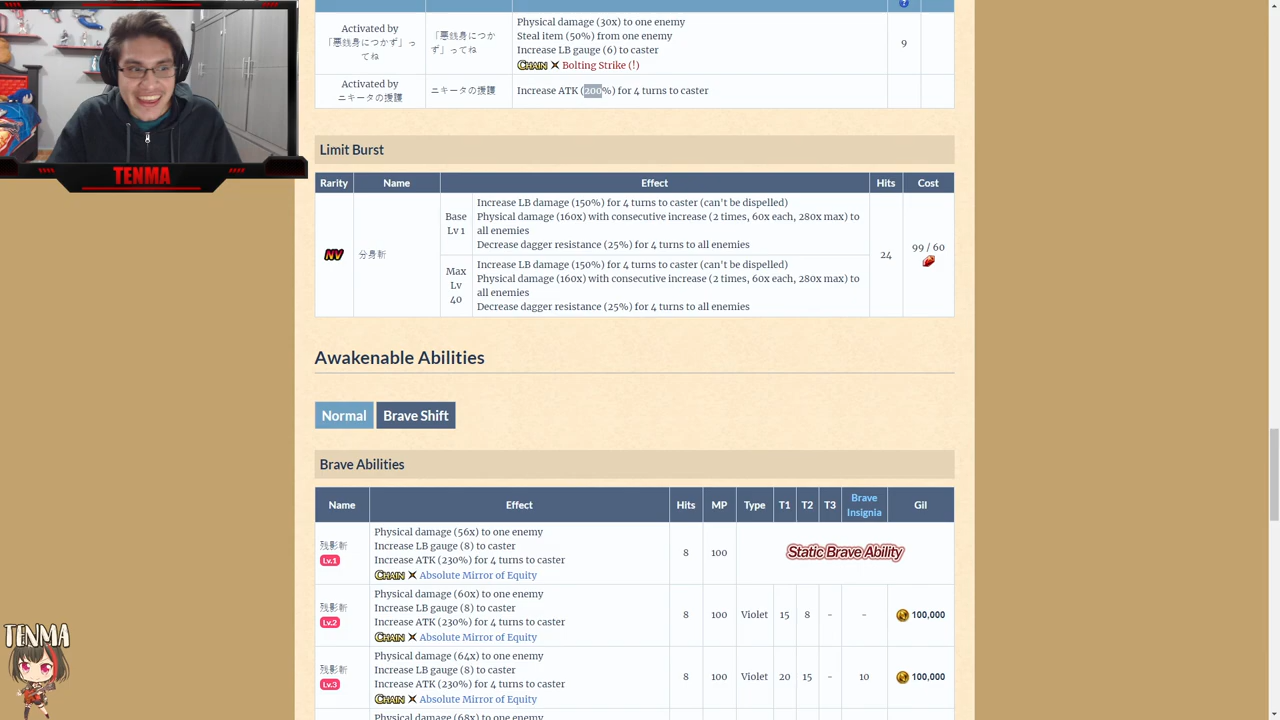 Activated by
「悪銭身につかず」っ
てね
「悪銭身につか
ず」ってね
Physical damage (30x) to one enemy
Steal item (50%) from one enemy
Increase LB gauge (6) to caster
CHAIN Bolting Strike (!)
9
Activated by
ニキータの援護
ニキータの援護
Increase ATK (200%) for 4 turns to caster
TENMA
Limit Burst
Rarity Name Effect Hits Cost
NV
分身斬
Base
Lv 1
Increase LB damage (150%) for 4 turns to caster (can't be dispelled)
Physical damage (160x) with consecutive increase (2 times, 60x each, 280x max) to
all enemies
Decrease dagger resistance (25%) for 4 turns to all enemies
Max
Lv
40
Increase LB damage (150%) for 4 turns to caster (can't be dispelled)
Physical damage (160x) with consecutive increase (2 times, 60x each, 280x max) to
all enemies
Decrease dagger resistance (25%) for 4 turns to all enemies
24
99 / 60
Awakenable Abilities
Normal Brave Shift
Brave Abilities
Name Effect Hits MP Type T1 T2 T3 Brave
Insignia Gil
残影斬
Lv.1
Physical damage (56x) to one enemy
Increase LB gauge (8) to caster
Increase ATK (230%) for 4 turns to caster
CHAIN Absolute Mirror of Equity
8 100 Static Brave Ability
残影斬
Lv.2
Physical damage (60x) to one enemy
Increase LB gauge (8) to caster
Increase ATK (230%) for 4 turns to caster
CHAIN Absolute Mirror of Equity
8 100 Violet 15 8 - - 100,000
残影斬
Lv.3
Physical damage (64x) to one enemy
Increase LB gauge (8) to caster
Increase ATK (230%) for 4 turns to caster
CHAIN Absolute Mirror of Equity
8 100 Violet 20 15 - 10 100,000
Physical damage (68x) to one enemy
TENMA